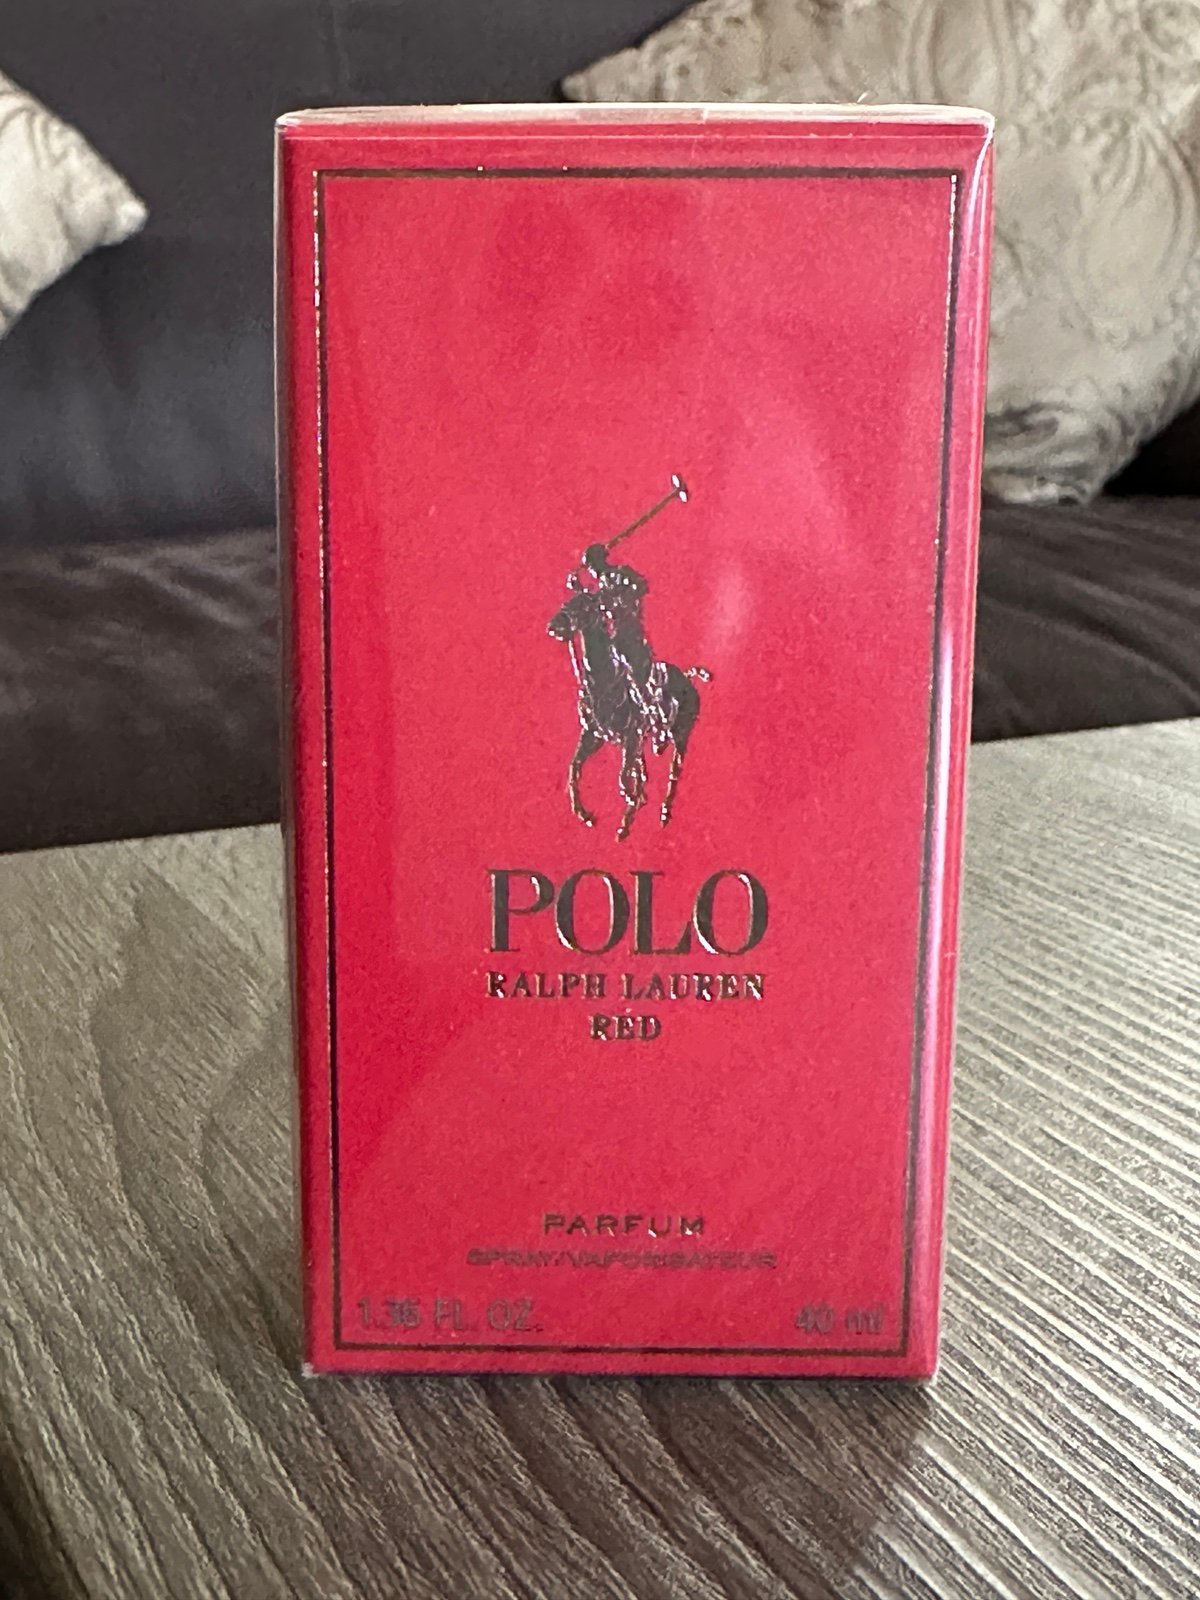 POLO
RALPH LAUREN
RED
PARFUM
SPRAY/VAPORISATEUR
1.36 FL. OZ. 40 ml